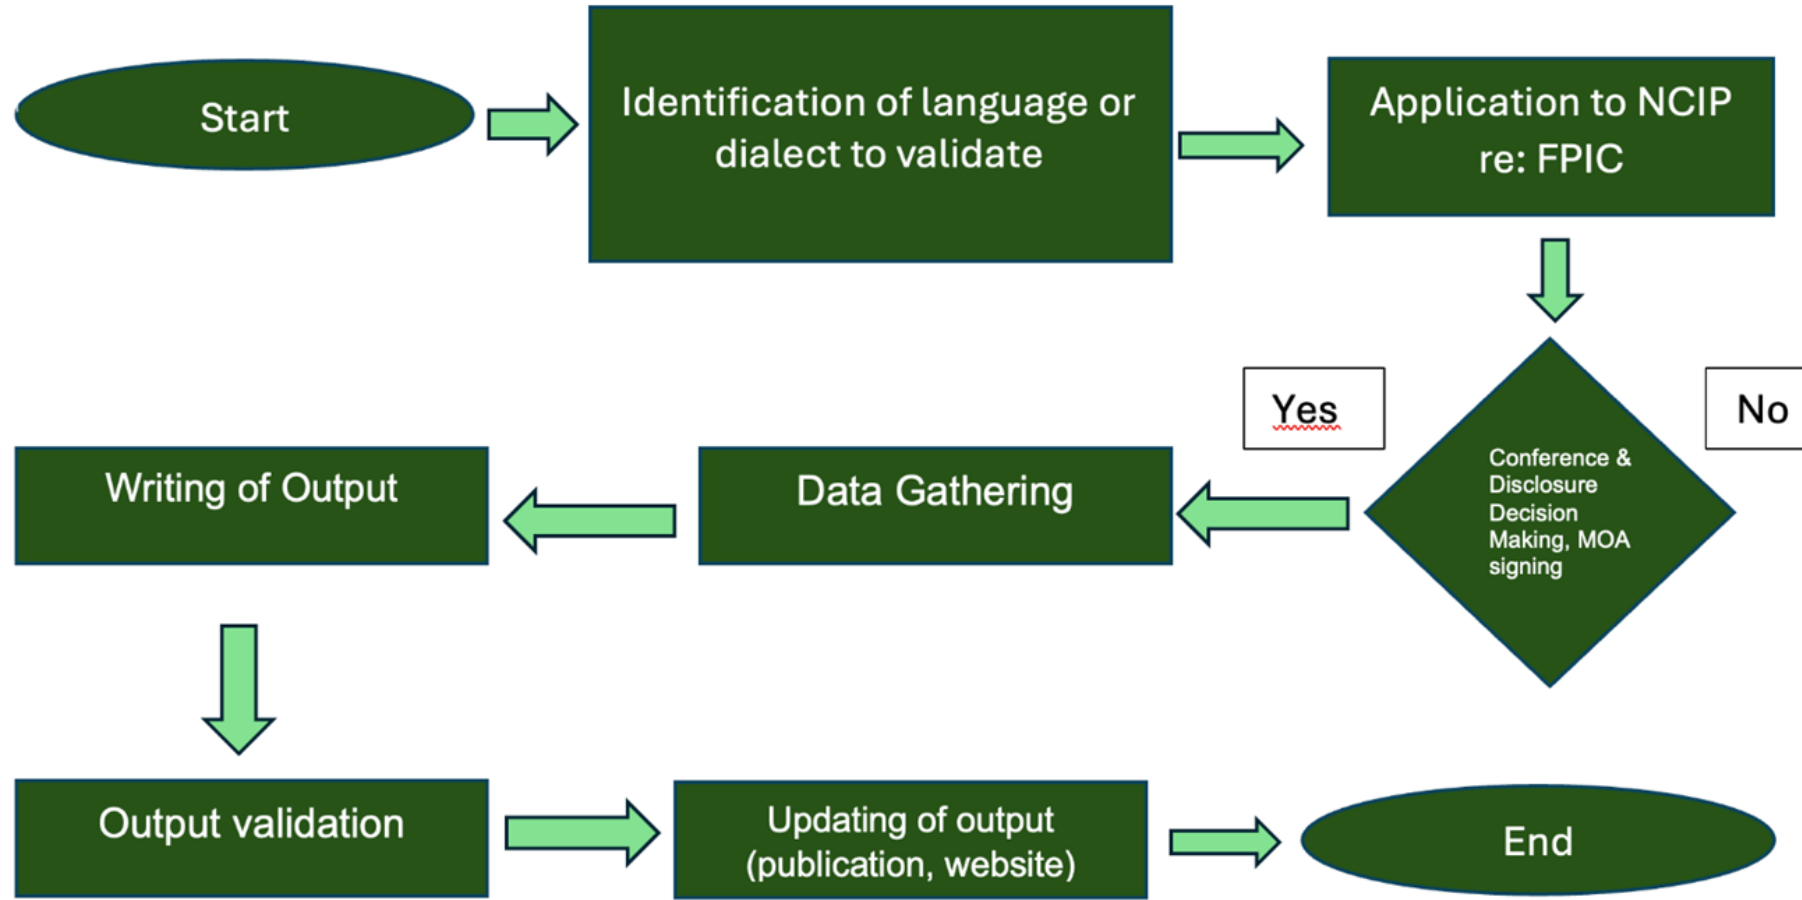 Start
Identification of language or
dialect to validate
Application to NCIP
re: FPIC
Yes
No
Conference &
Disclosure
Decision
Making, MOA
signing
Data Gathering
Writing of Output
Output validation
Updating of output
(publication, website)
End